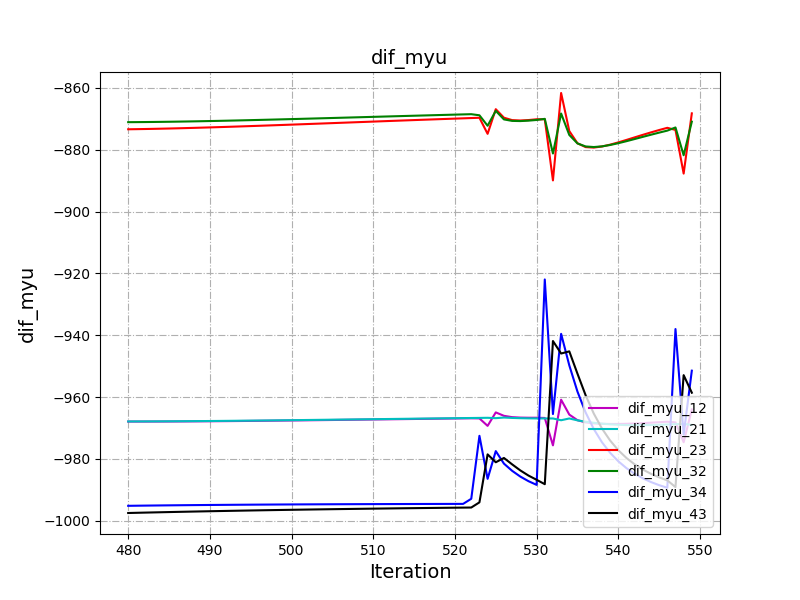 dif_myu
−860
−880
−900
−920
−940
−960
−980
−1000
dif_myu
480
490
500
510
520
530
540
550
Iteration
dif_myu_12
dif_myu_21
dif_myu_23
dif_myu_32
dif_myu_34
dif_myu_43